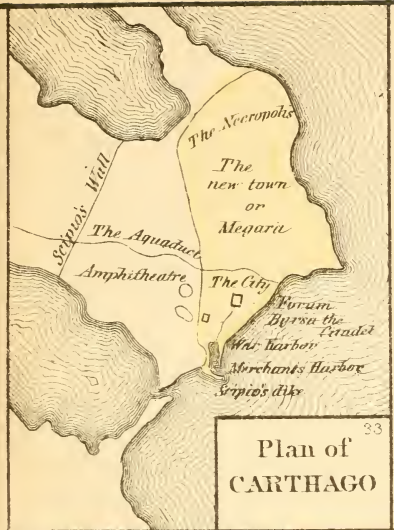 The Necropolis
The
new town
or
Megaria
Scipio's Wall
The Aquaduct
Amphitheatre
The City
Forum
Byrsa the
Citadel
War Harbor
Merchants Harbor
Scipio's dike
33
Plan of
CARTHAGO